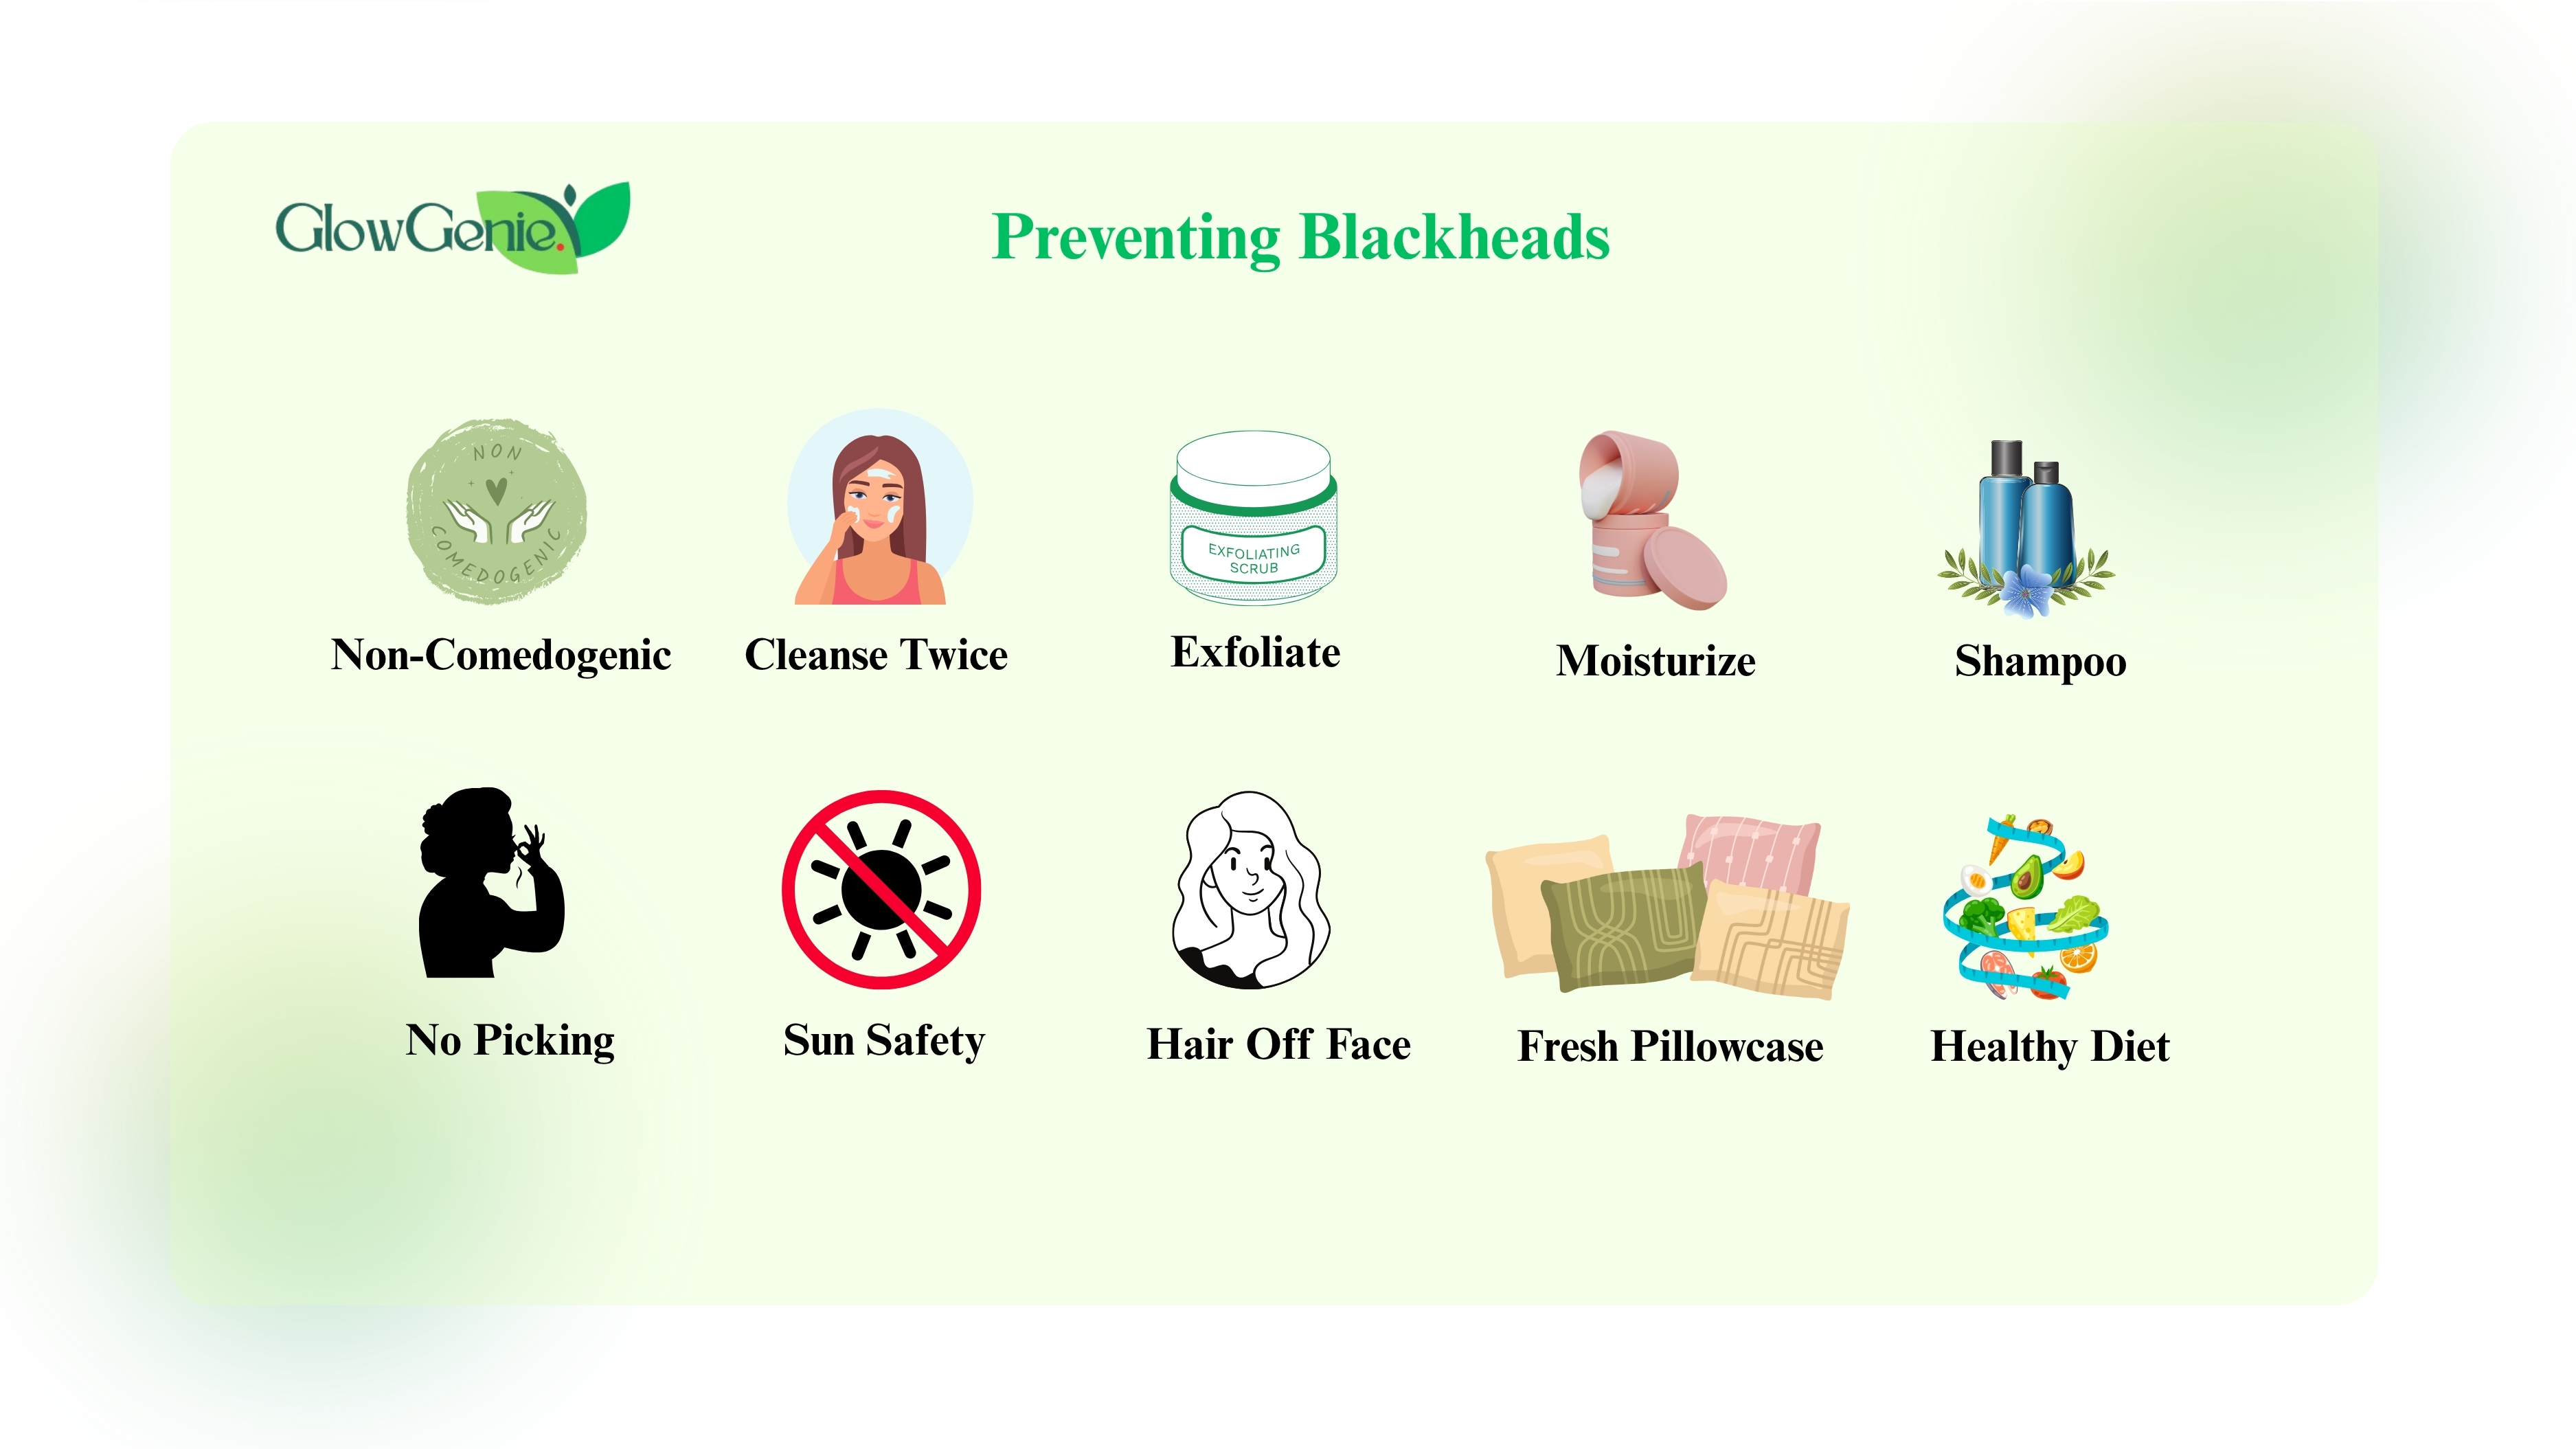 GlowGenie.
Preventing Blackheads
NON
COMEDOGENIC
EXFOLIATING
SCRUB
Non-Comedogenic
Cleanse Twice
Exfoliate
Moisturize
Shampoo
No Picking
Sun Safety
Hair Off Face
Fresh Pillowcase
Healthy Diet